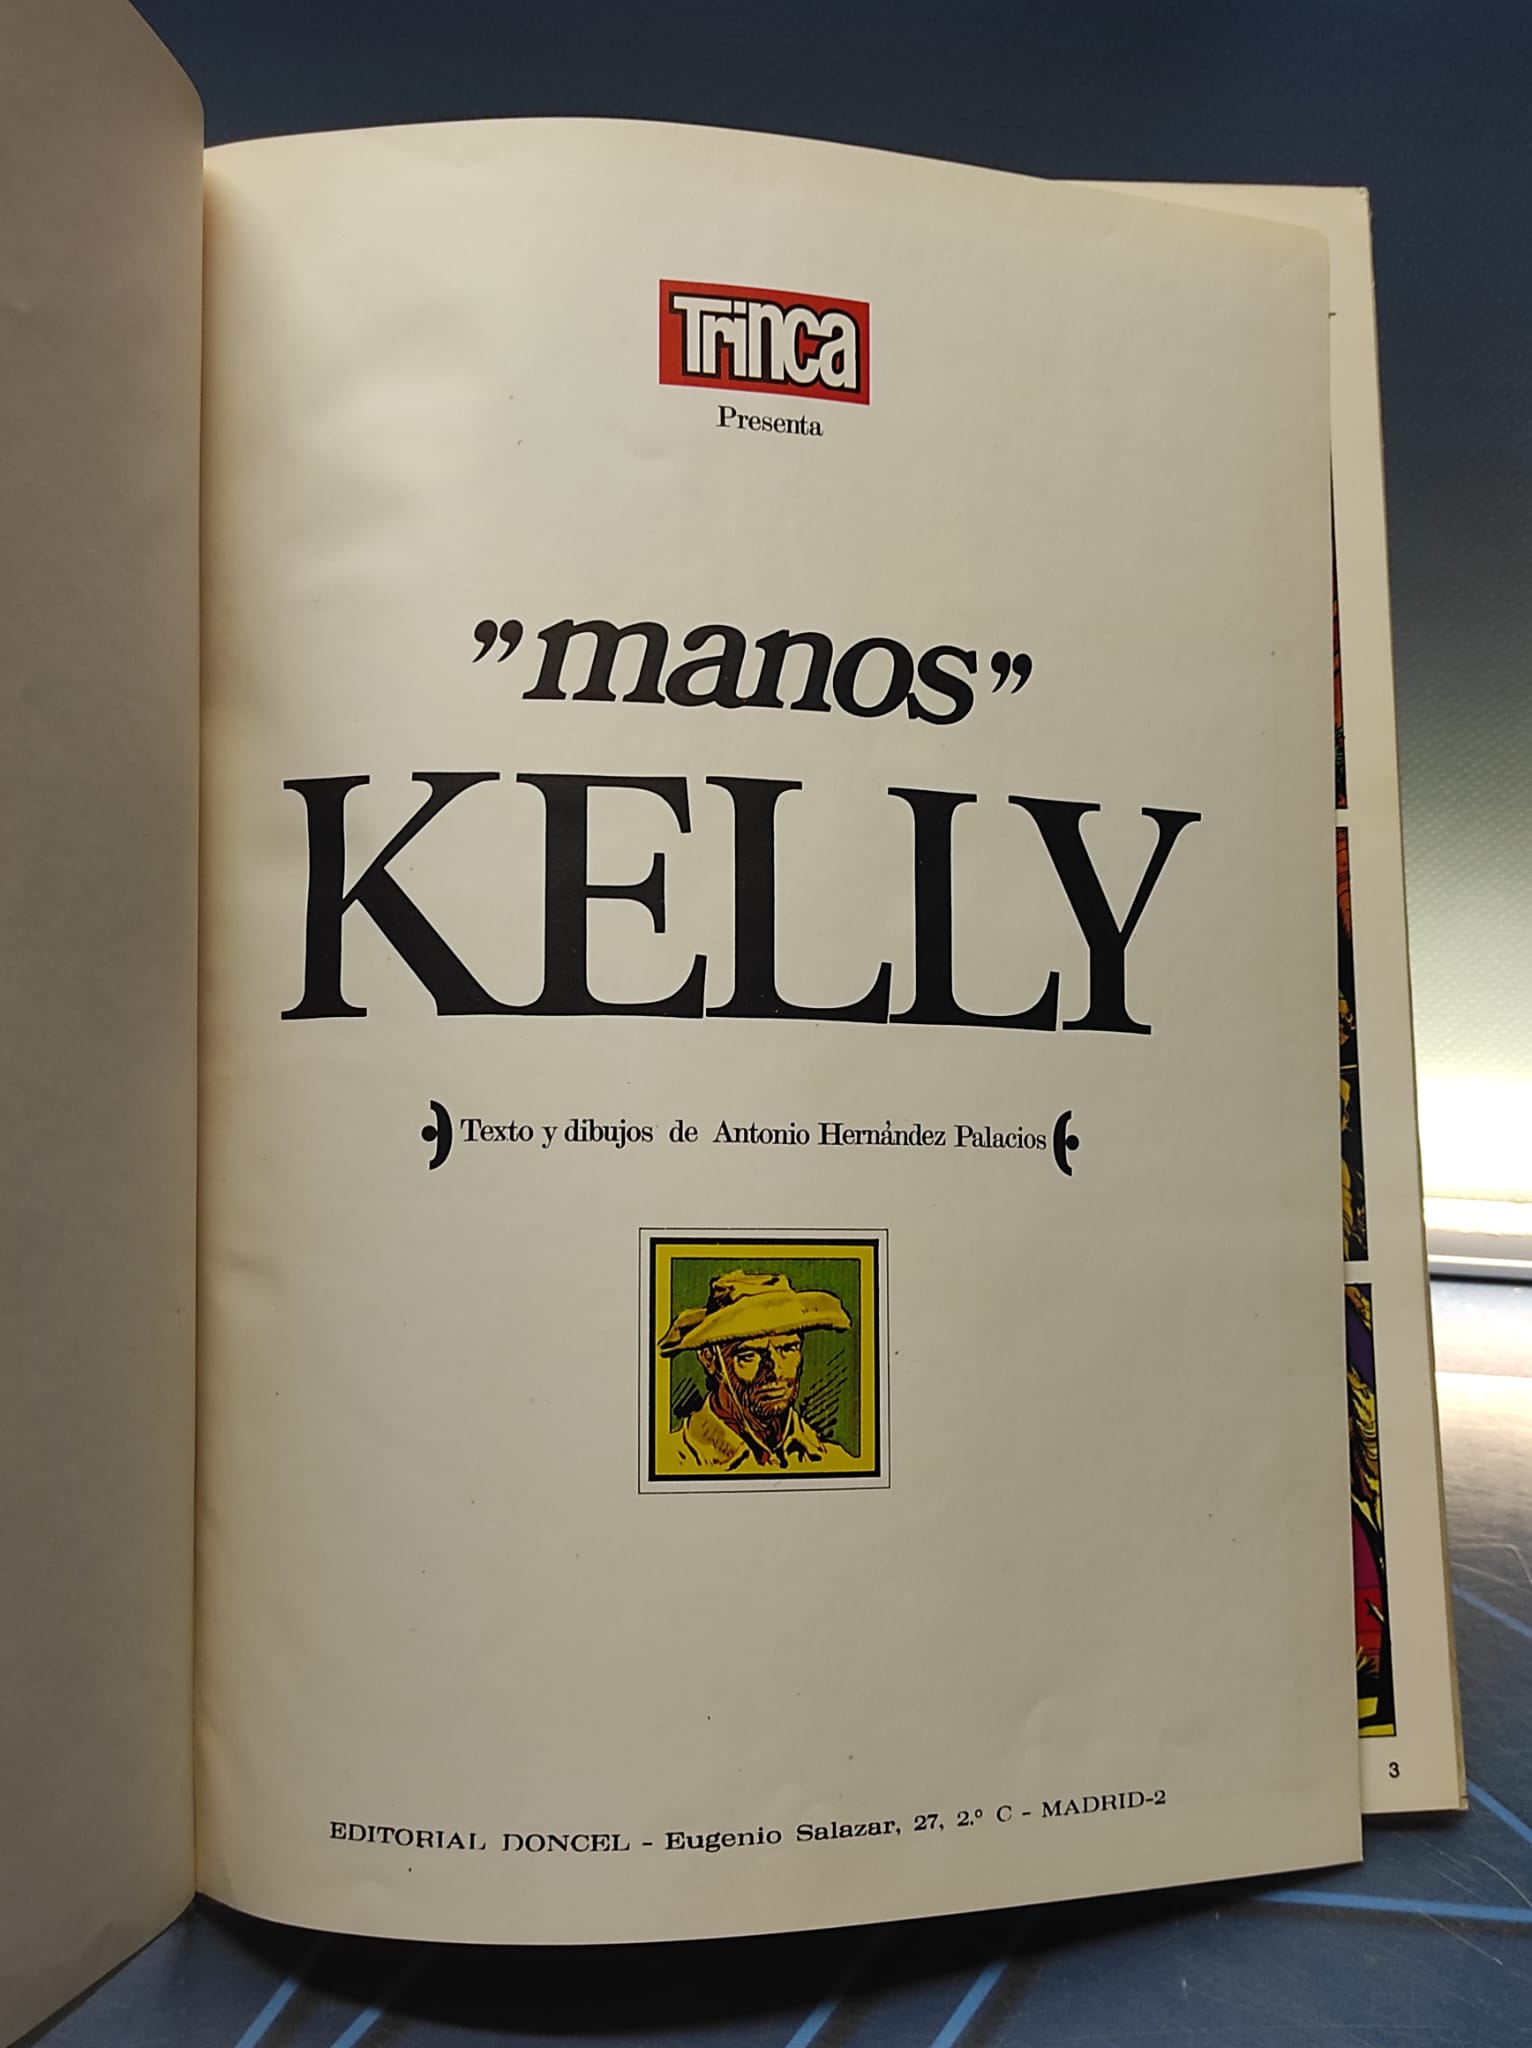 Trinca
Presenta
”manos”
KELLY
Texto y dibujos de Antonio Hernández Palacios
EDITORIAL DONCEL - Eugenio Salazar, 27, 2.º C - MADRID-2
3